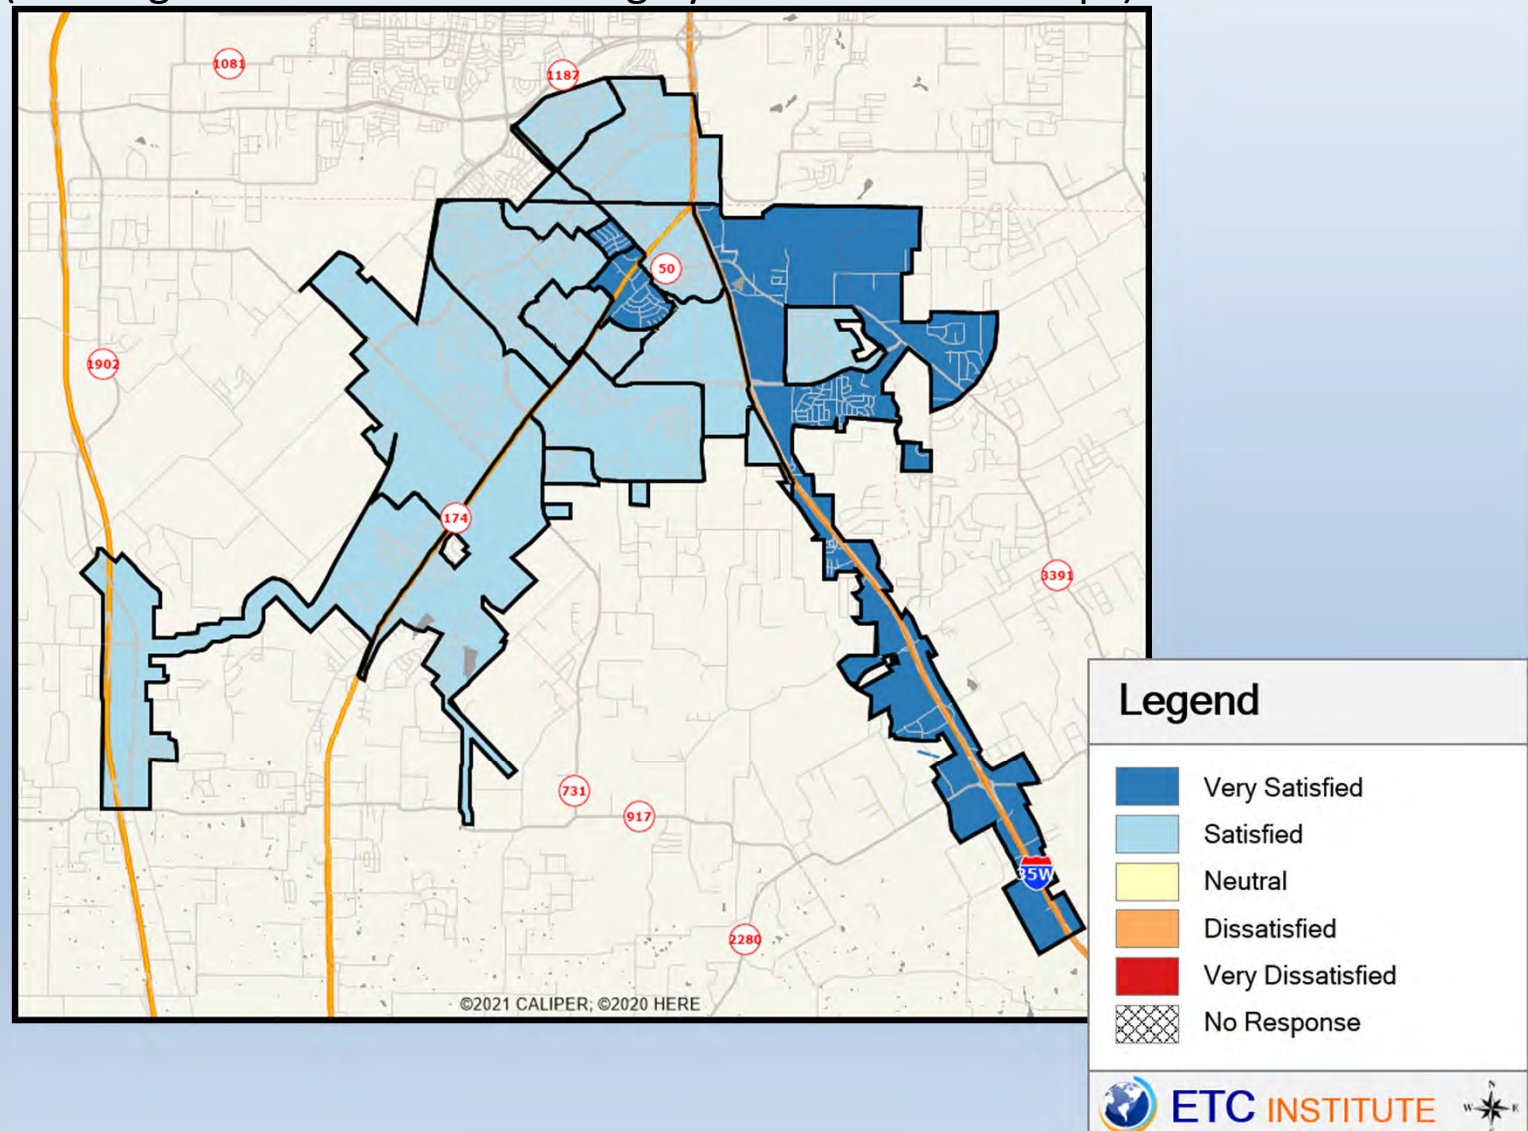 1081
1187
50
1902
174
3391
731
917
35W
2280
©2021 CALIPER; ©2020 HERE
Legend
Very Satisfied
Satisfied
Neutral
Dissatisfied
Very Dissatisfied
No Response
ETC INSTITUTE
N
W E